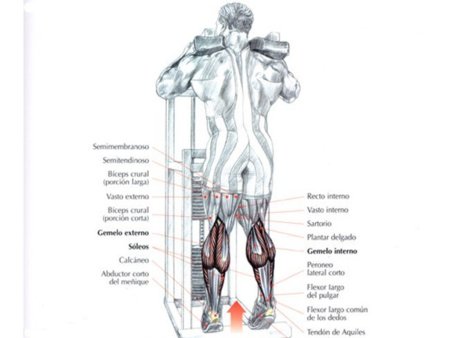 Semimembranoso
Semitendinoso
Bíceps crural
(porción larga)
Vasto externo
Bíceps crural
(porción corta)
Gemelo externo
Sóleos
Calcáneo
Abductor corto
del meñique
Recto interno
Vasto interno
Sartorio
Plantar delgado
Gemelo interno
Peroneo
lateral corto
Flexor largo
del pulgar
Flexor largo común
de los dedos
Tendón de Aquiles